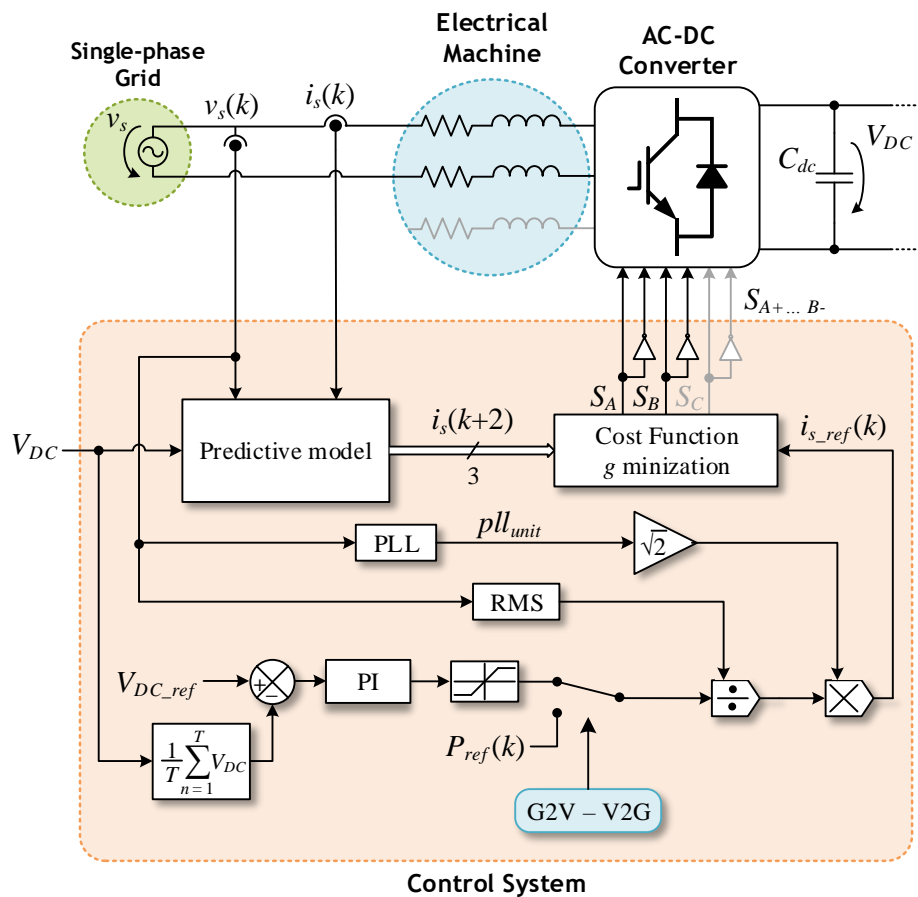 Electrical
Machine
AC-DC
Converter
Single-phase
Grid
v_s(k)
i_s(k)
v_s
C_dc
V_DC
S_A+... B-
S_A
S_B
S_C
V_DC
Predictive model
i_s(k+2)
3
Cost Function
g minization
i_s_ref(k)
PLL
pll_unit
√2
RMS
V_DC_ref
+
−
PI
÷
×
1/T ∑_{n=1}^{T} V_DC
P_ref(k)
G2V – V2G
Control System